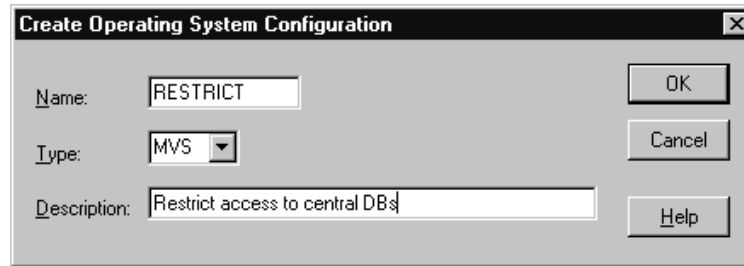 Create Operating System Configuration
Name: RESTRICT OK
Type: MVS Cancel
Description: Restrict access to central DBs
Help